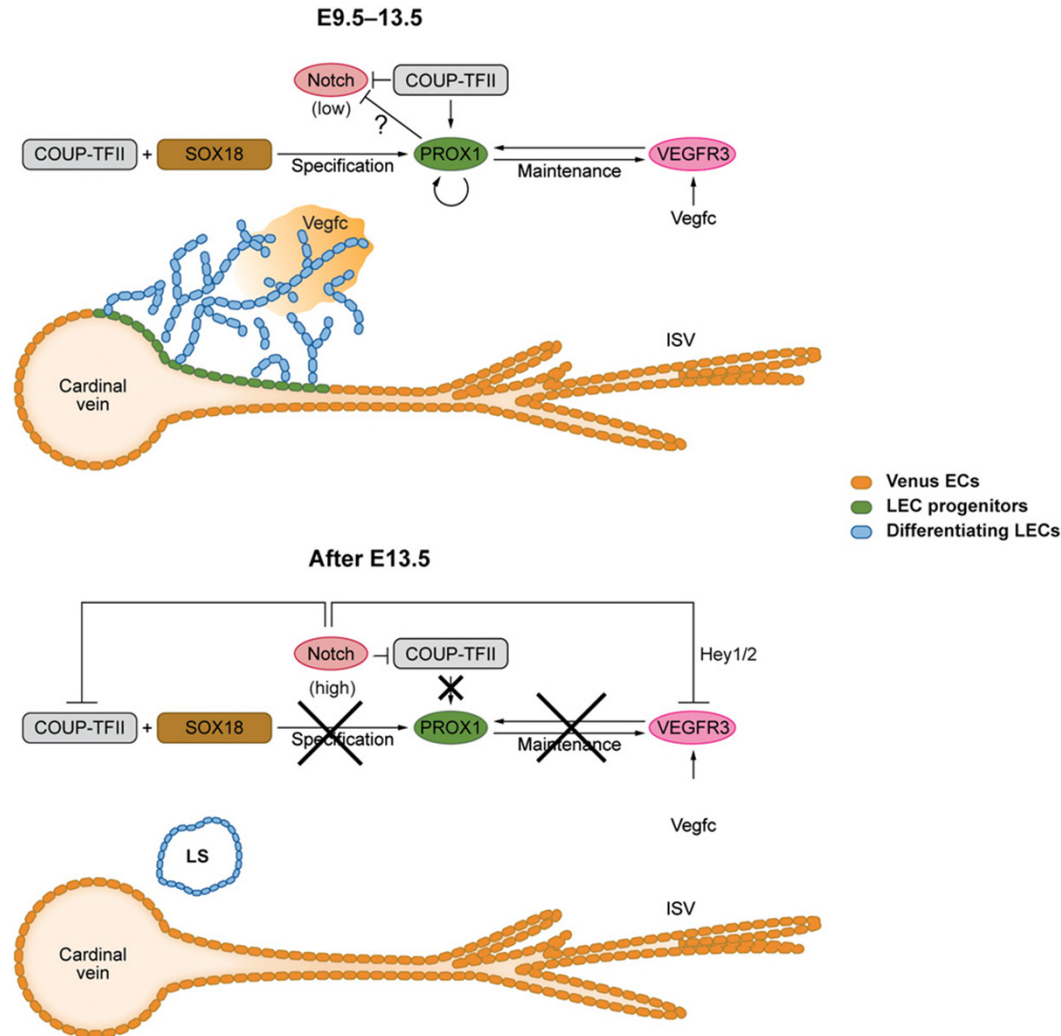 E9.5–13.5
Notch
COUP-TFII
(low)
?
COUP-TFII + SOX18
Specification
PROX1
Maintenance
VEGFR3
Vegfc
Vegfc
ISV
Cardinal
vein
Venus ECs
LEC progenitors
Differentiating LECs
After E13.5
Notch
COUP-TFII
Hey1/2
(high)
COUP-TFII + SOX18
Specification
PROX1
Maintenance
VEGFR3
Vegfc
LS
ISV
Cardinal
vein